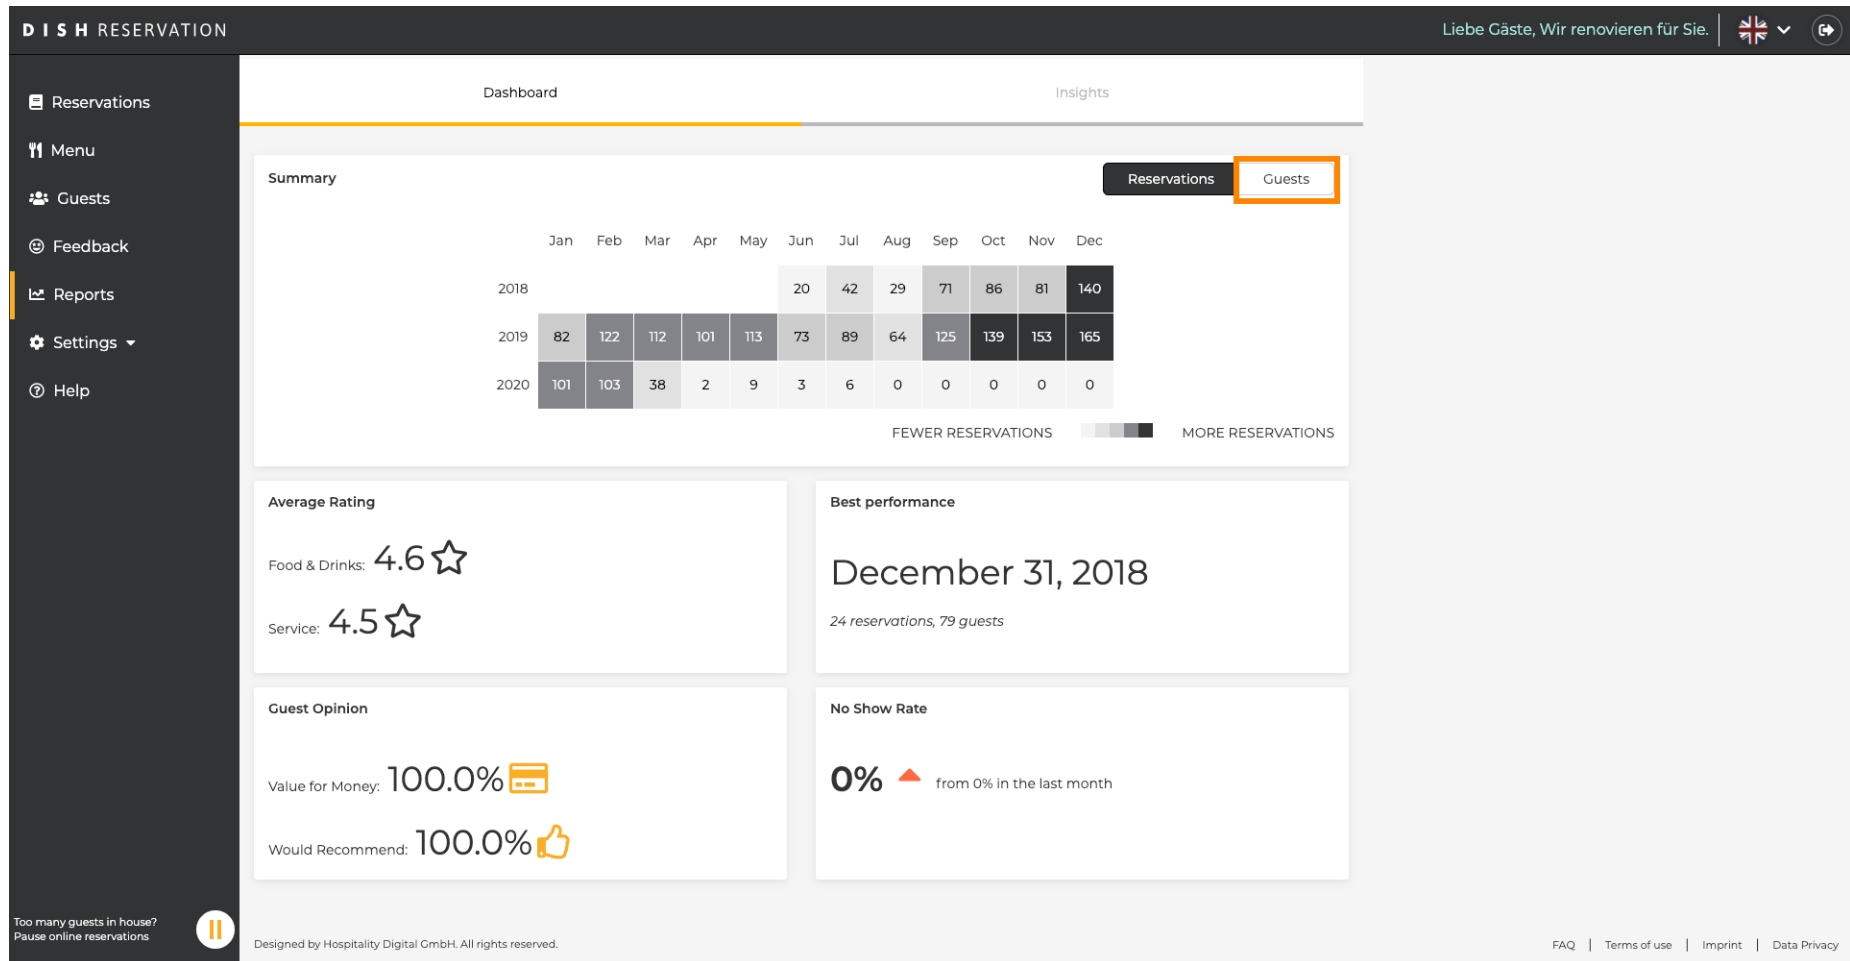 DISH RESERVATION
Liebe Gäste, Wir renovieren für Sie.
Reservations
Menu
Guests
Feedback
Reports
Settings
Help
Too many guests in house?
Pause online reservations
Dashboard
Insights
Summary
Reservations
Guests
Jan Feb Mar Apr May Jun Jul Aug Sep Oct Nov Dec
2018 20 42 29 71 86 81 140
2019 82 122 112 101 113 73 89 64 125 139 153 165
2020 101 103 38 2 9 3 6 0 0 0 0 0
FEWER RESERVATIONS MORE RESERVATIONS
Average Rating
Food & Drinks: 4.6
Service: 4.5
Best performance
December 31, 2018
24 reservations, 79 guests
Guest Opinion
Value for Money: 100.0%
Would Recommend: 100.0%
No Show Rate
0% from 0% in the last month
Designed by Hospitality Digital GmbH. All rights reserved.
FAQ | Terms of use | Imprint | Data Privacy